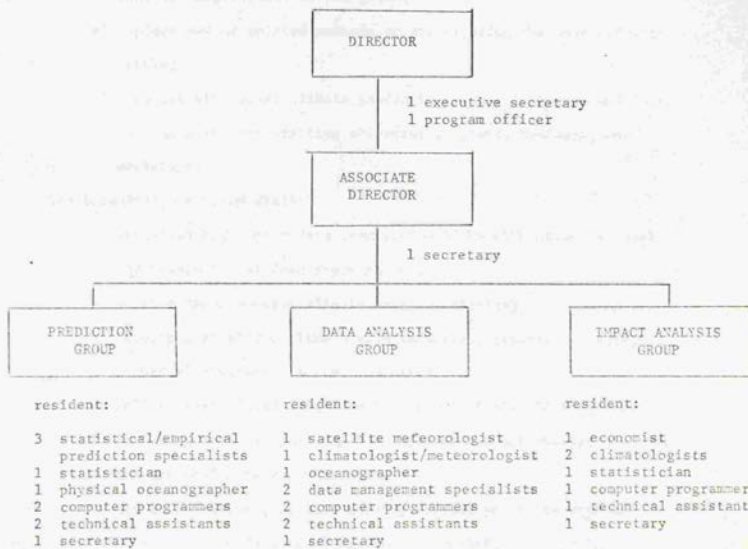 DIRECTOR
1 executive secretary
1 program officer
ASSOCIATE
DIRECTOR
1 secretary
PREDICTION
GROUP
DATA ANALYSIS
GROUP
IMPACT ANALYSIS
GROUP
resident:
3 statistical/empirical
prediction specialists
1 statistician
1 physical oceanographer
2 computer programmers
2 technical assistants
1 secretary
resident:
1 satellite meteorologist
1 climatologist/meteorologist
1 oceanographer
2 data management specialists
2 computer programmers
2 technical assistants
1 secretary
resident:
1 economist
2 climatologists
1 statistician
1 computer programmer
1 technical assistant
1 secretary